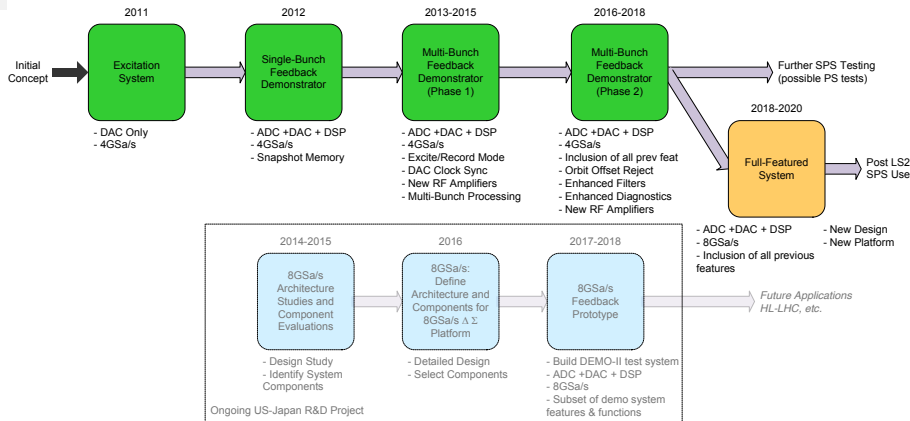 2011
2012
2013-2015
2016-2018
Initial
Concept
Excitation
System
Single-Bunch
Feedback
Demonstrator
Multi-Bunch
Feedback
Demonstrator
(Phase 1)
Multi-Bunch
Feedback
Demonstrator
(Phase 2)
Further SPS Testing
(possible PS tests)
- DAC Only
- 4GSa/s
- ADC +DAC + DSP
- 4GSa/s
- Snapshot Memory
- ADC +DAC + DSP
- 4GSa/s
- Excite/Record Mode
- DAC Clock Sync
- New RF Amplifiers
- Multi-Bunch Processing
- ADC +DAC + DSP
- 4GSa/s
- Inclusion of all prev feat
- Orbit Offset Reject
- Enhanced Filters
- Enhanced Diagnostics
- New RF Amplifiers
2018-2020
Full-Featured
System
Post LS2
SPS Use
- ADC +DAC + DSP
- 8GSa/s
- Inclusion of all previous
features
- New Design
- New Platform
2014-2015
2016
2017-2018
8GSa/s
Architecture
Studies and
Component
Evaluations
8GSa/s:
Define
Architecture and
Components for
8GSa/s Δ Σ
Platform
8GSa/s
Feedback
Prototype
Future Applications
HL-LHC, etc.
- Design Study
- Identify System
Components
- Detailed Design
- Select Components
- Build DEMO-II test system
- ADC +DAC + DSP
- 8GSa/s
- Subset of demo system
features & functions
Ongoing US-Japan R&D Project